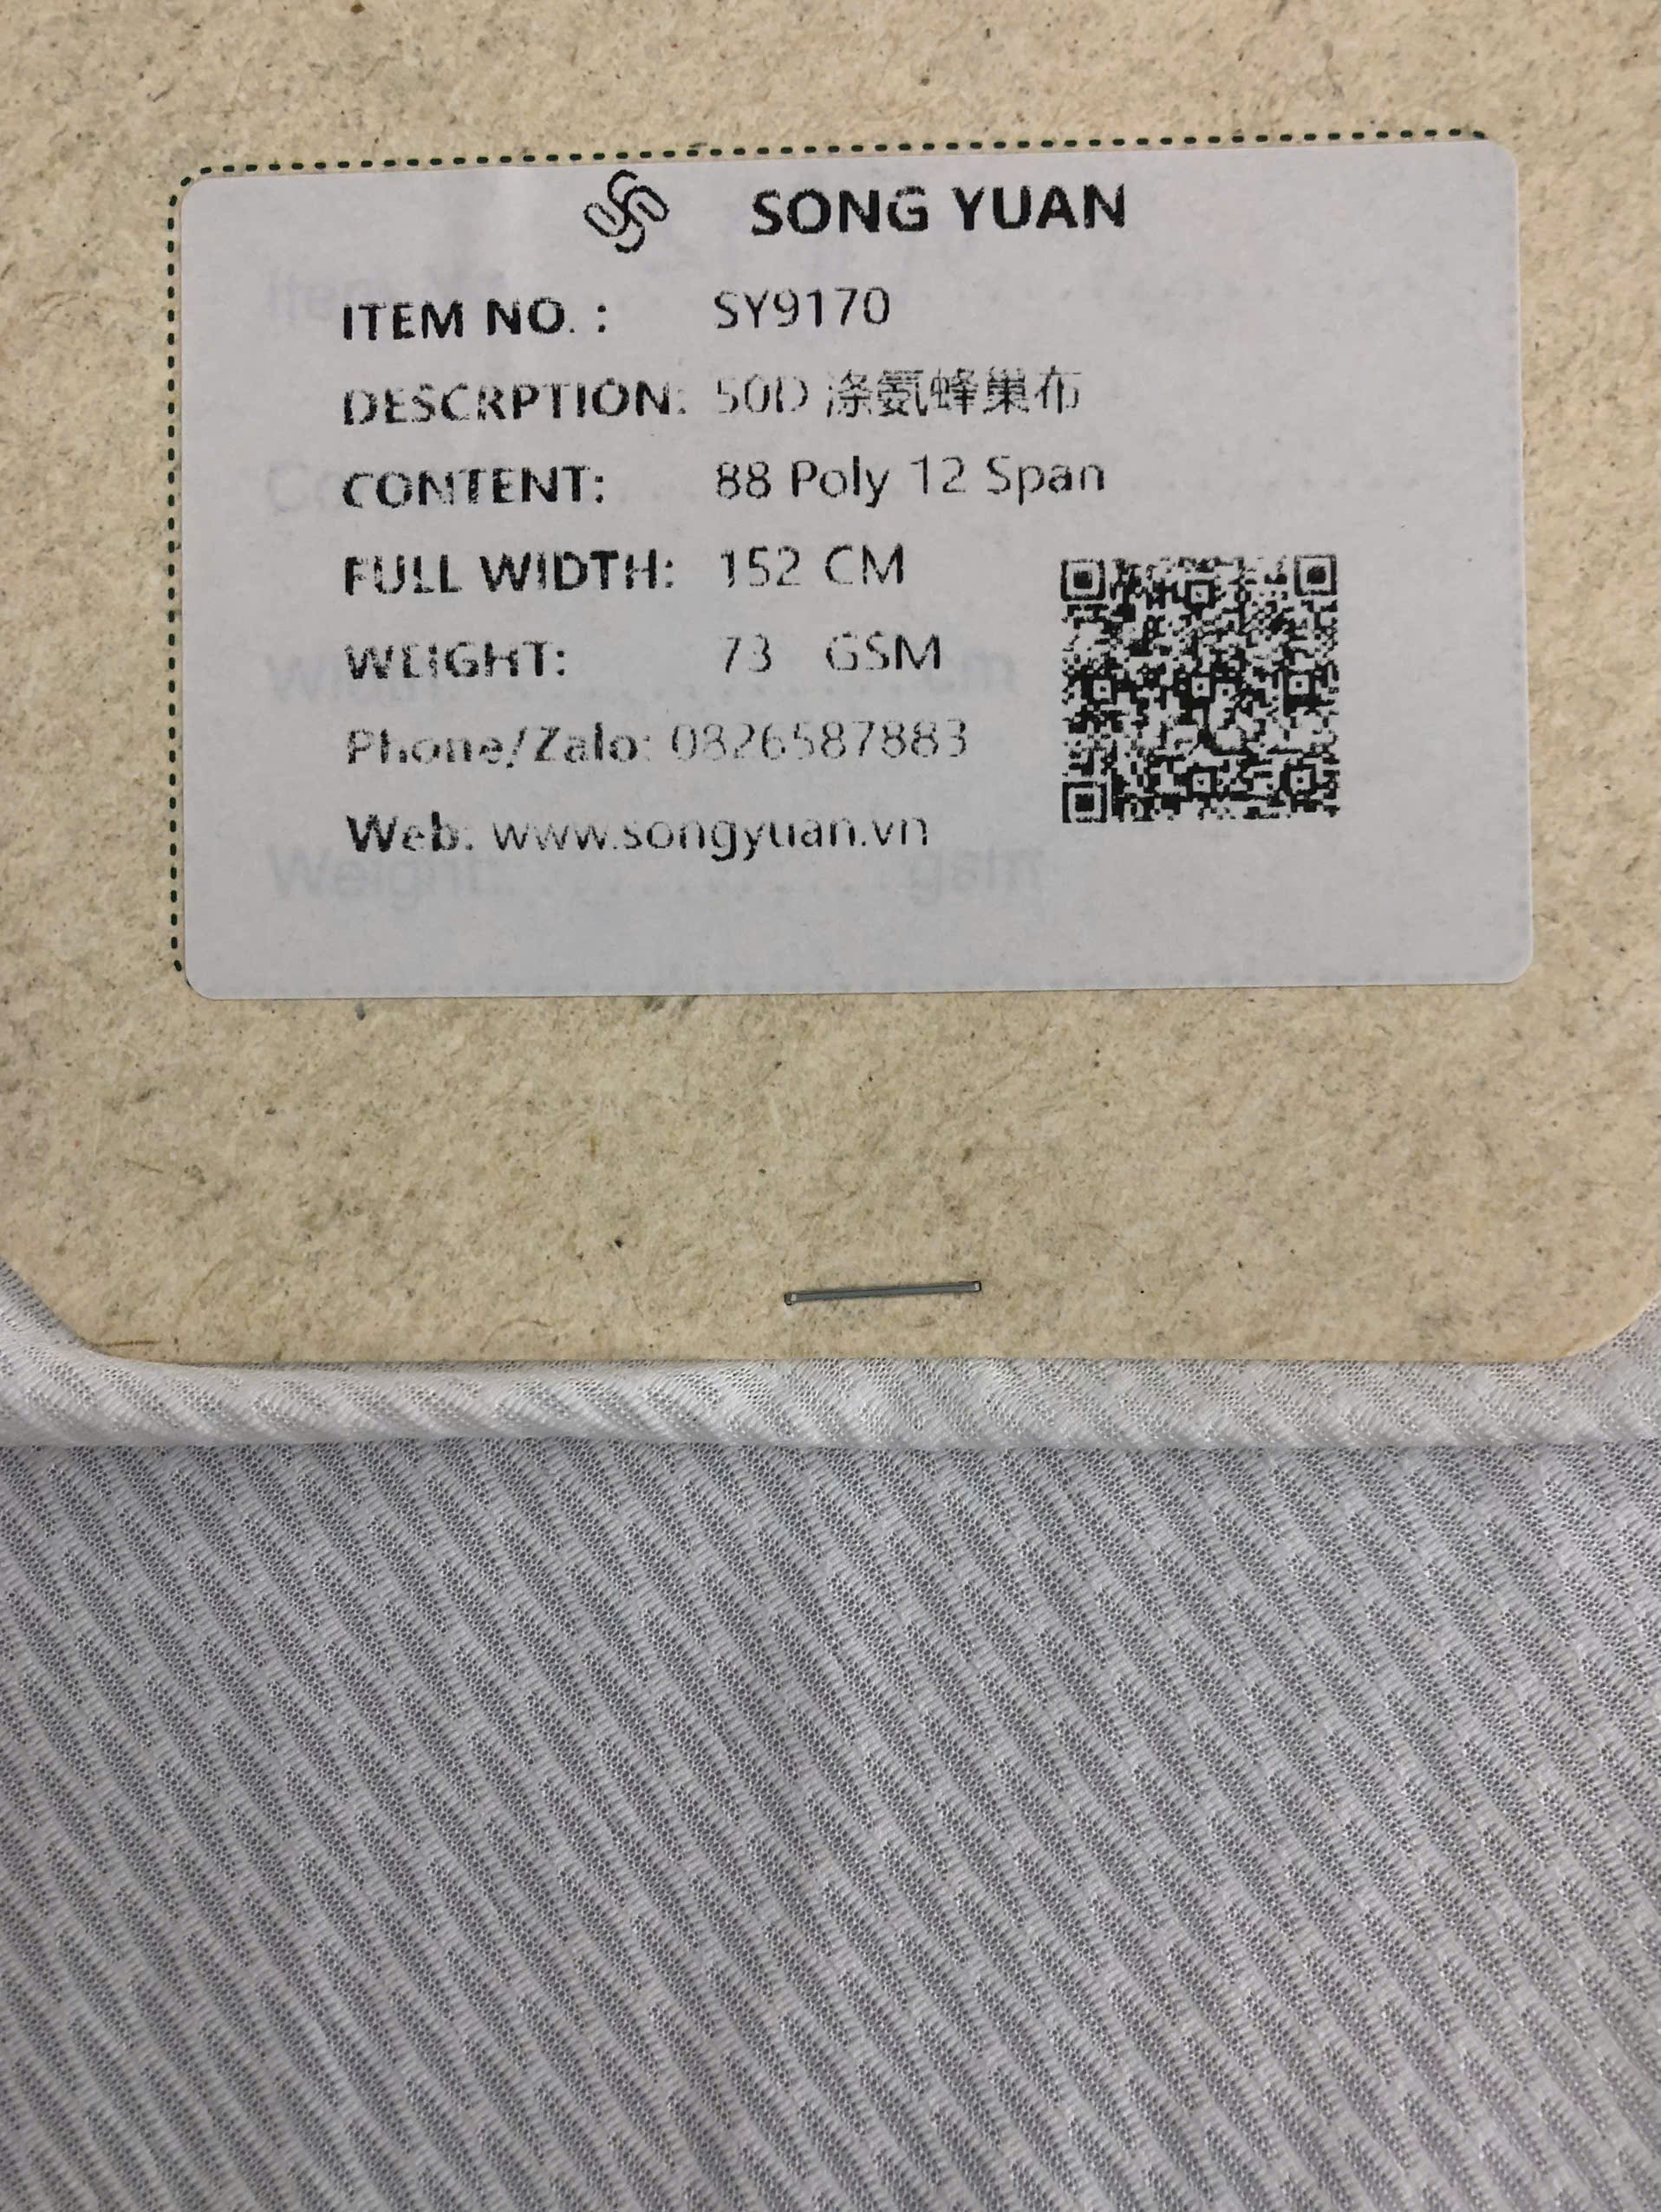 SONG YUAN
ITEM NO. : SY9170
DESCRPTION: 50D 涤氨蜂巢布
CONTENT: 88 Poly 12 Span
FULL WIDTH: 152 CM
WEIGHT: 73 GSM
Phone/Zalo: 0826587883
Web: www.songyuan.vn